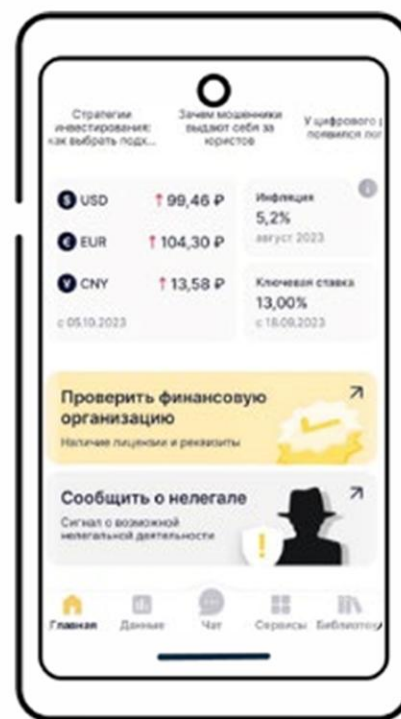 Стратегии
инвестирования:
как выбрать подх...
Зачем мошенники
выдают себя за
юристов
У цифрового р
появился лог
$ USD ↑ 99,46 ₽
€ EUR ↑ 104,30 ₽
¥ CNY ↑ 13,58 ₽
с 05.10.2023
Инфляция
5,2%
август 2023
Ключевая ставка
13,00%
с 18.09.2023
Проверить финансовую
организацию
Наличие лицензии и реквизиты
Сообщить о нелегале
Сигнал о возможной
нелегальной деятельности
Главная Данные Чат Сервисы Библиотека